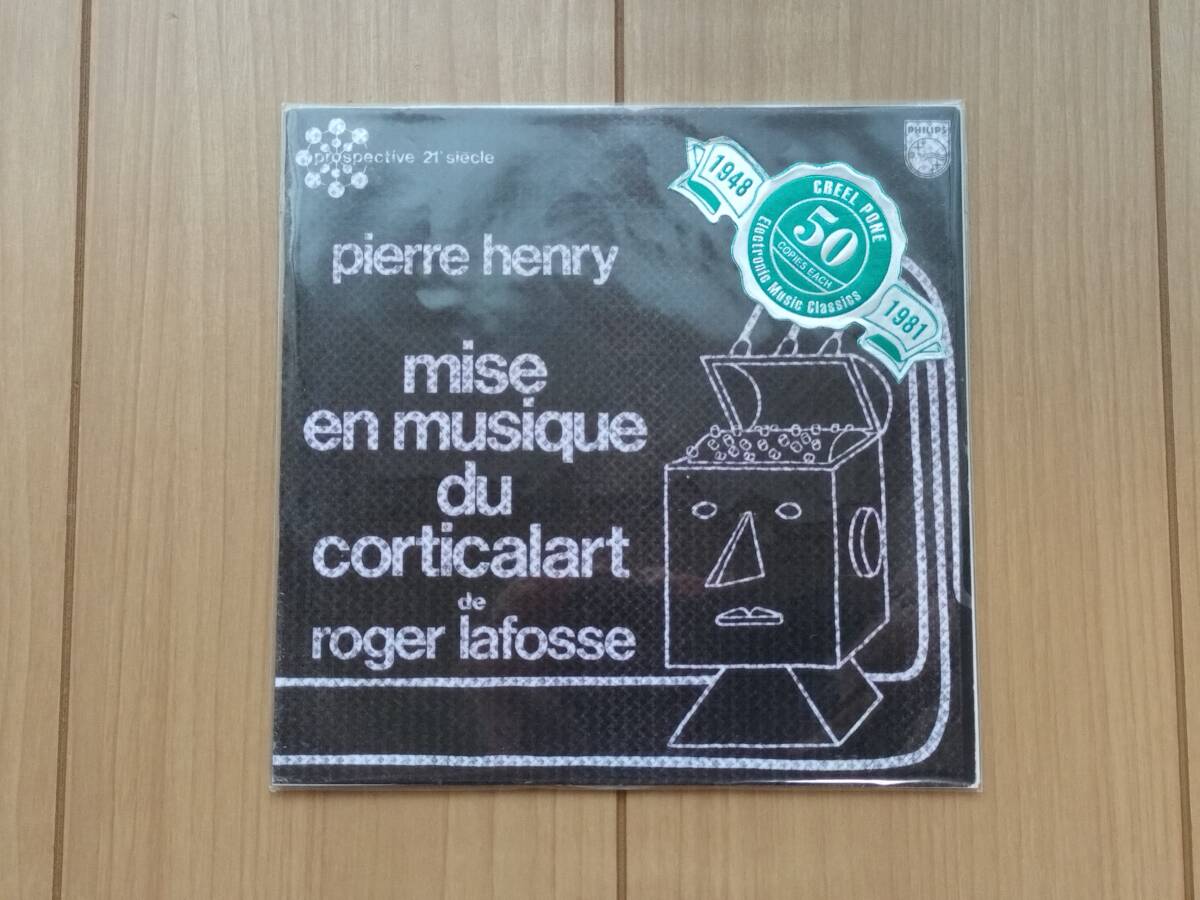 prospective 21e siècle
PHILIPS
1948
CREEL PONE
50
COPIES EACH
Electronic Music Classics
1981
pierre henry
mise
en musique
du
corticalart
de
roger lafosse